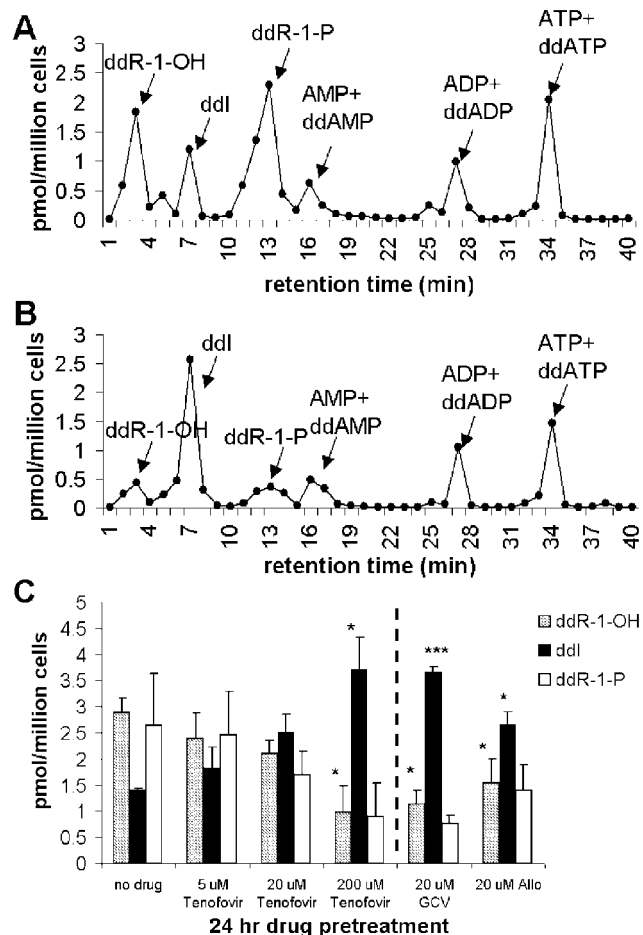 A
ddR-1-OH
ddI
ddR-1-P
AMP+
ddAMP
ADP+
ddADP
ATP+
ddATP
pmol/million cells
3
2.5
2
1.5
1
0.5
0
1 4 7 10 13 16 19 22 25 28 31 34 37 40
retention time (min)
B
ddI
ddR-1-OH
ddR-1-P
AMP+
ddAMP
ADP+
ddADP
ATP+
ddATP
pmol/million cells
3
2.5
2
1.5
1
0.5
0
1 4 7 10 13 16 19 22 25 28 31 34 37 40
retention time (min)
C
pmol/million cells
5
4.5
4
3.5
3
2.5
2
1.5
1
0.5
0
* * * *** * *
ddR-1-OH
ddI
ddR-1-P
no drug
5 uM
Tenofovir
20 uM
Tenofovir
200 uM
Tenofovir
20 uM
GCV
20 uM Allo
24 hr drug pretreatment